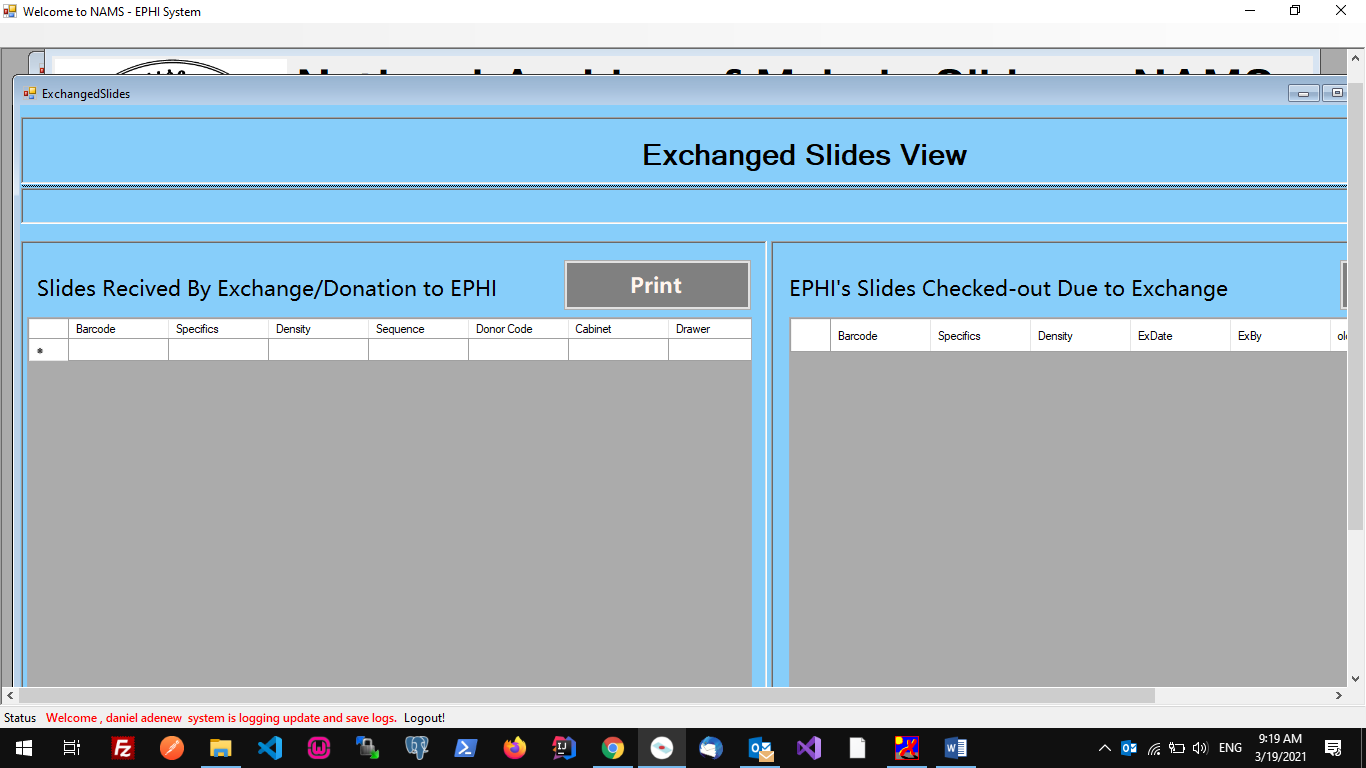 Welcome to NAMS - EPHI System
ExchangedSlides
Exchanged Slides View
Slides Recived By Exchange/Donation to EPHI
Print
Barcode Specifics Density Sequence Donor Code Cabinet Drawer
EPHI's Slides Checked-out Due to Exchange
Barcode Specifics Density ExDate ExBy
Status Welcome , daniel adenew system is logging update and save logs. Logout!
ENG
9:19 AM
3/19/2021